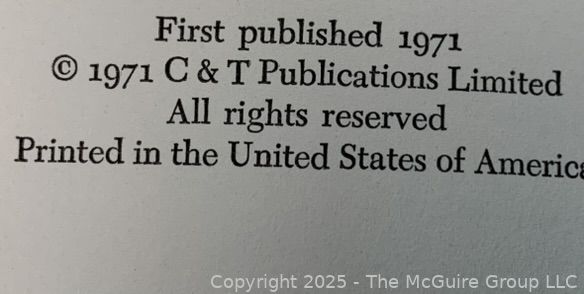 First published 1971
© 1971 C & T Publications Limited
All rights reserved
Printed in the United States of America
Copyright 2025 - The McGuire Group LLC